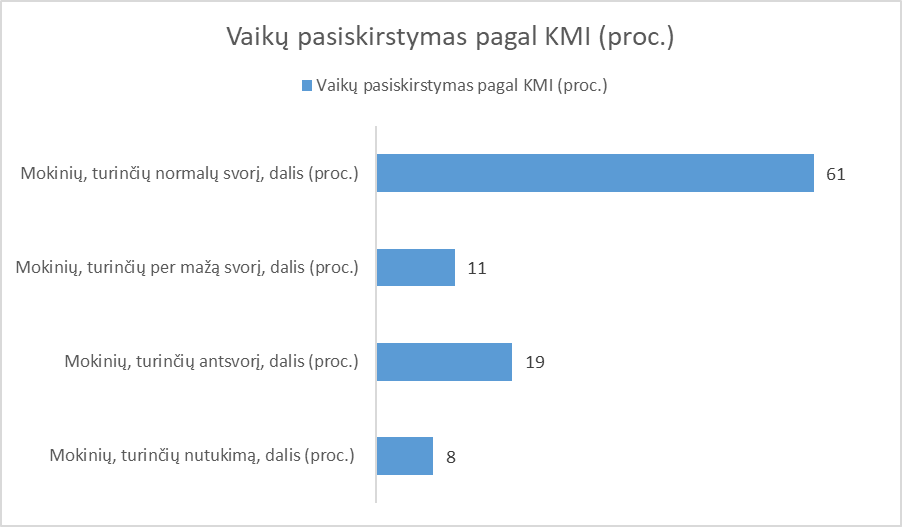 Vaikų pasiskirstymas pagal KMI (proc.)
Vaikų pasiskirstymas pagal KMI (proc.)
Mokinių, turinčių normalų svorį, dalis (proc.) 61
Mokinių, turinčių per mažą svorį, dalis (proc.) 11
Mokinių, turinčių antsvorį, dalis (proc.) 19
Mokinių, turinčių nutukimą, dalis (proc.) 8